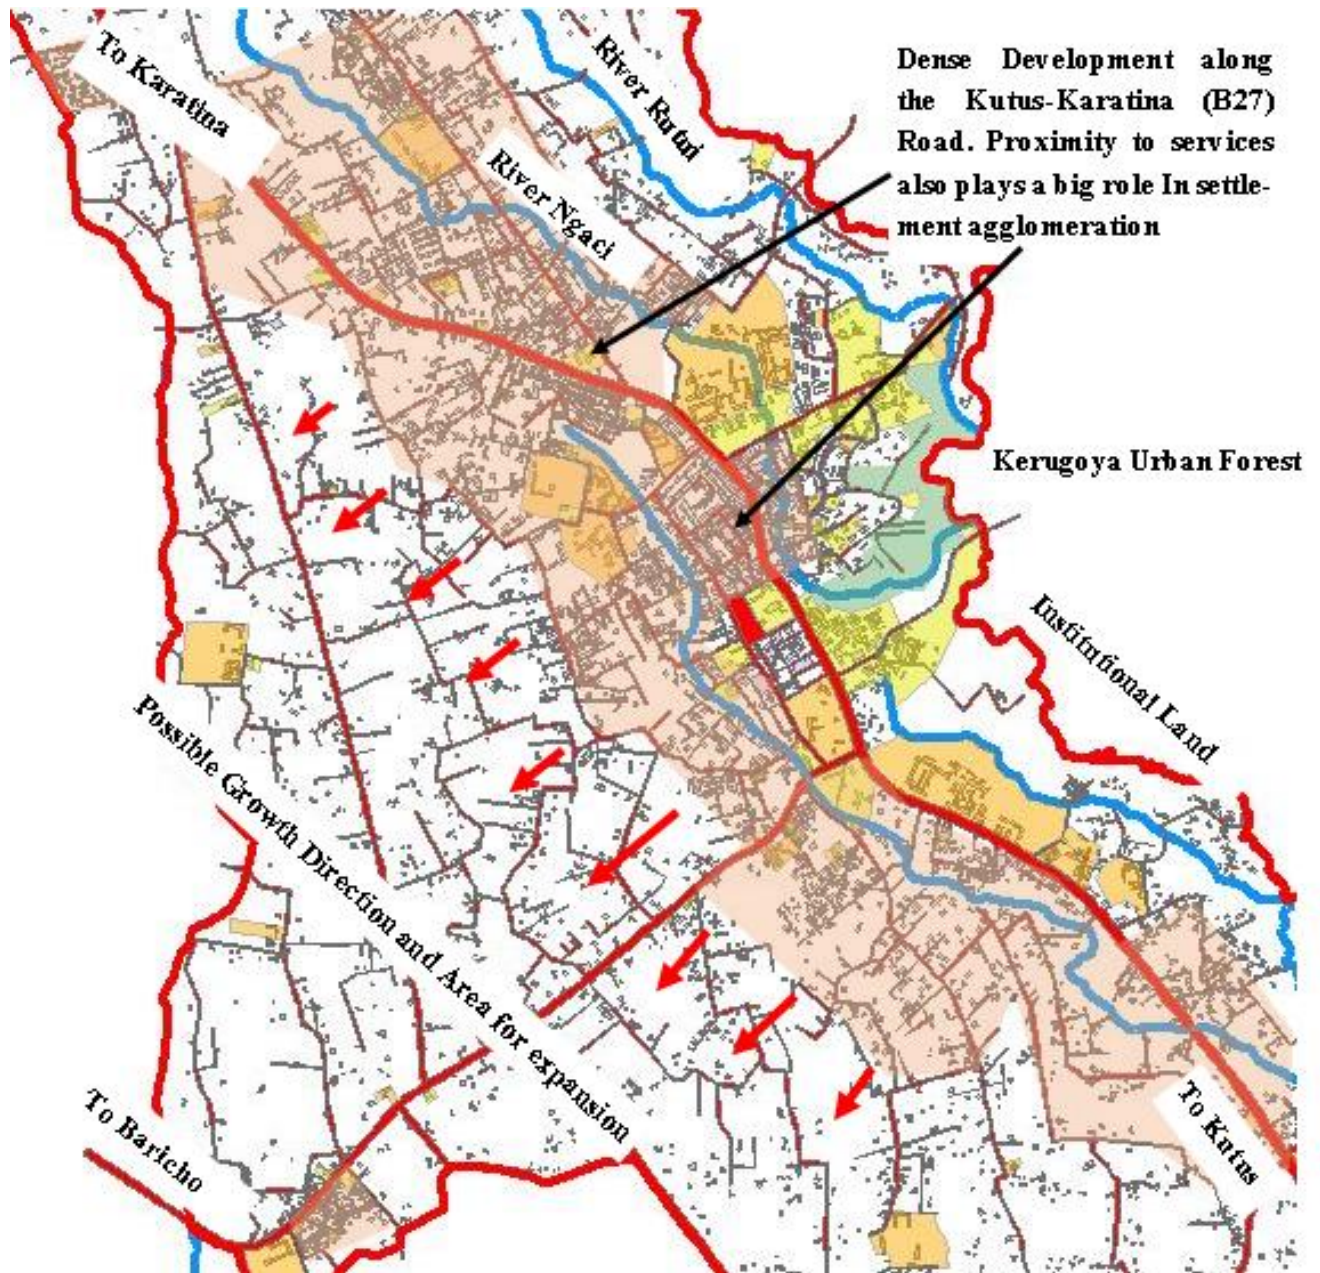 To Karatina
River Rutui
River Ngaci
Dense Development along
the Kutus-Karatina (B27)
Road. Proximity to services
also plays a big role In settle-
ment agglomeration
Kerugoya Urban Forest
Institutional Land
Possible Growth Direction and Area for expansion
To Baricho
To Kutus